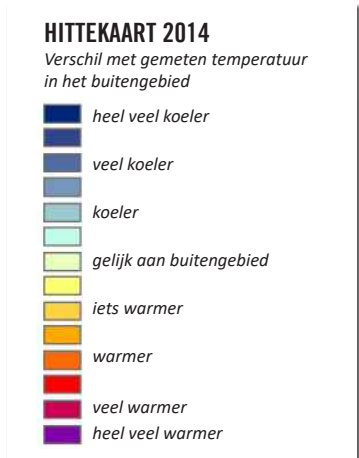 HITTEKAART 2014
Verschil met gemeten temperatuur
in het buitengebied
heel veel koeler
veel koeler
koeler
gelijk aan buitengebied
iets warmer
warmer
veel warmer
heel veel warmer